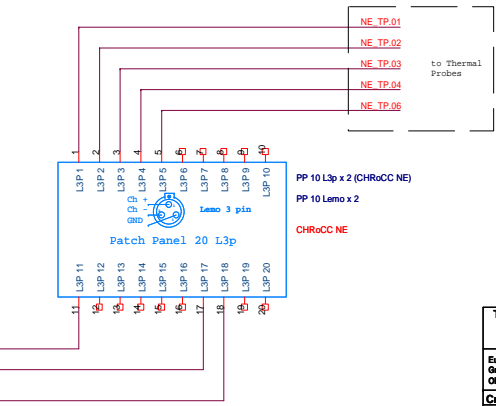 NE_TP.01
NE_TP.02
NE_TP.03
NE_TP.04
NE_TP.06
to Thermal
Probes
1 2 3 4 5 6 7 8 9 10
L3P 1 L3P 2 L3P 3 L3P 4 L3P 5 L3P 6 L3P 7 L3P 8 L3P 9 L3P 10
PP 10 L3p x 2 (CHRoCC NE)
PP 10 Lemo x 2
CHRoCC NE
Ch +
Ch -
GND
Lemo 3 pin
Patch Panel 20 L3p
L3P 11 L3P 12 L3P 13 L3P 14 L3P 15 L3P 16 L3P 17 L3P 18 L3P 19 L3P 20
11 12 13 14 15 16 17 18 19 20